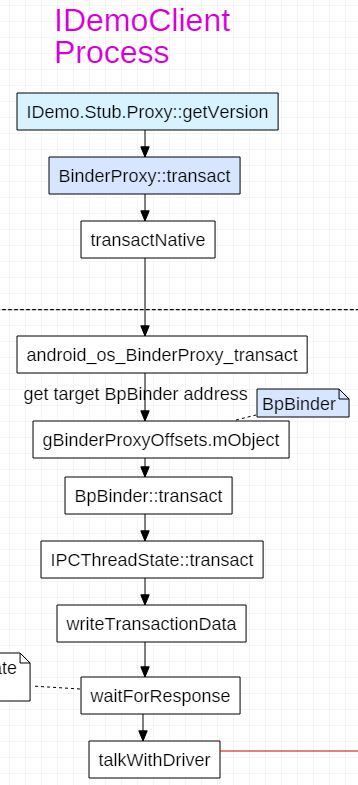 IDemoClient
Process
IDemo.Stub.Proxy::getVersion
BinderProxy::transact
transactNative
android_os_BinderProxy_transact
get target BpBinder address
BpBinder
gBinderProxyOffsets.mObject
BpBinder::transact
IPCThreadState::transact
writeTransactionData
waitForResponse
talkWithDriver